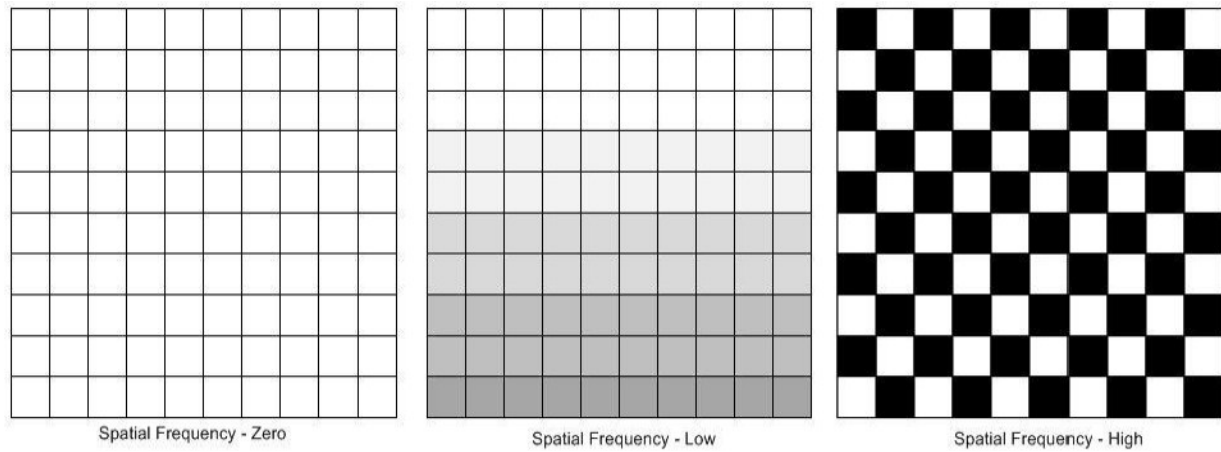 Spatial Frequency - Zero
Spatial Frequency - Low
Spatial Frequency - High